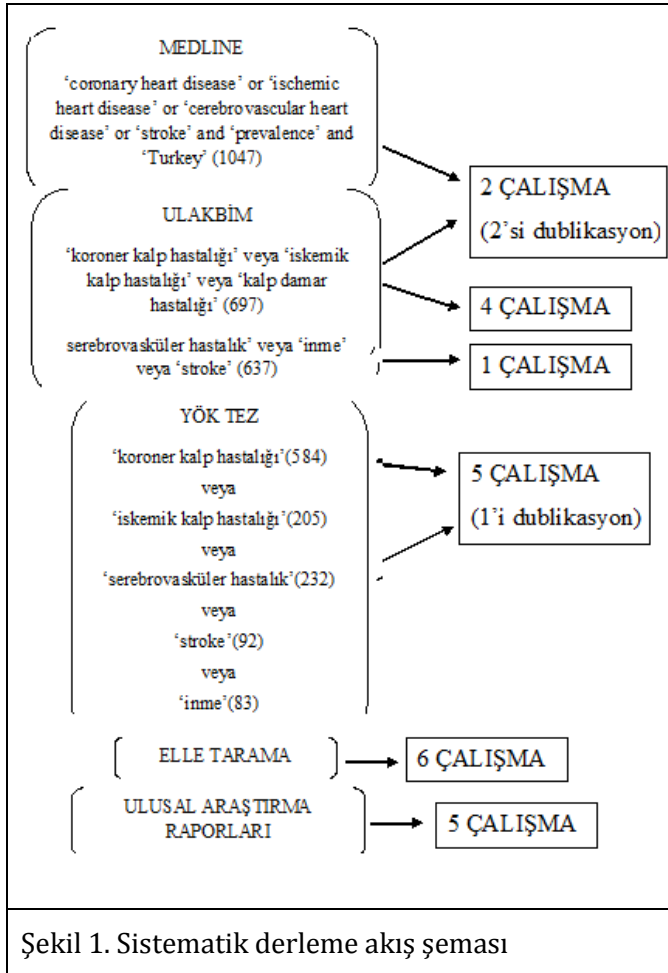 MEDLINE
‘coronary heart disease’ or ‘ischemic
heart disease’ or ‘cerebrovascular heart
disease’ or ‘stroke’ and ‘prevalence’ and
‘Turkey’ (1047)
2 ÇALIŞMA
(2’si dublikasyon)
ULAKBİM
‘koroner kalp hastalığı’ veya ‘iskemik
kalp hastalığı’ veya ‘kalp damar
hastalığı’ (697)
4 ÇALIŞMA
serebrovasküler hastalık’ veya ‘inme’
veya ‘stroke’ (637)
1 ÇALIŞMA
YÖK TEZ
‘koroner kalp hastalığı’(584)
veya
‘iskemik kalp hastalığı’(205)
veya
‘serebrovasküler hastalık’(232)
veya
‘stroke’(92)
veya
‘inme’(83)
5 ÇALIŞMA
(1’i dublikasyon)
ELLE TARAMA
6 ÇALIŞMA
ULUSAL ARAŞTIRMA
RAPORLARI
5 ÇALIŞMA
Şekil 1. Sistematik derleme akış şeması